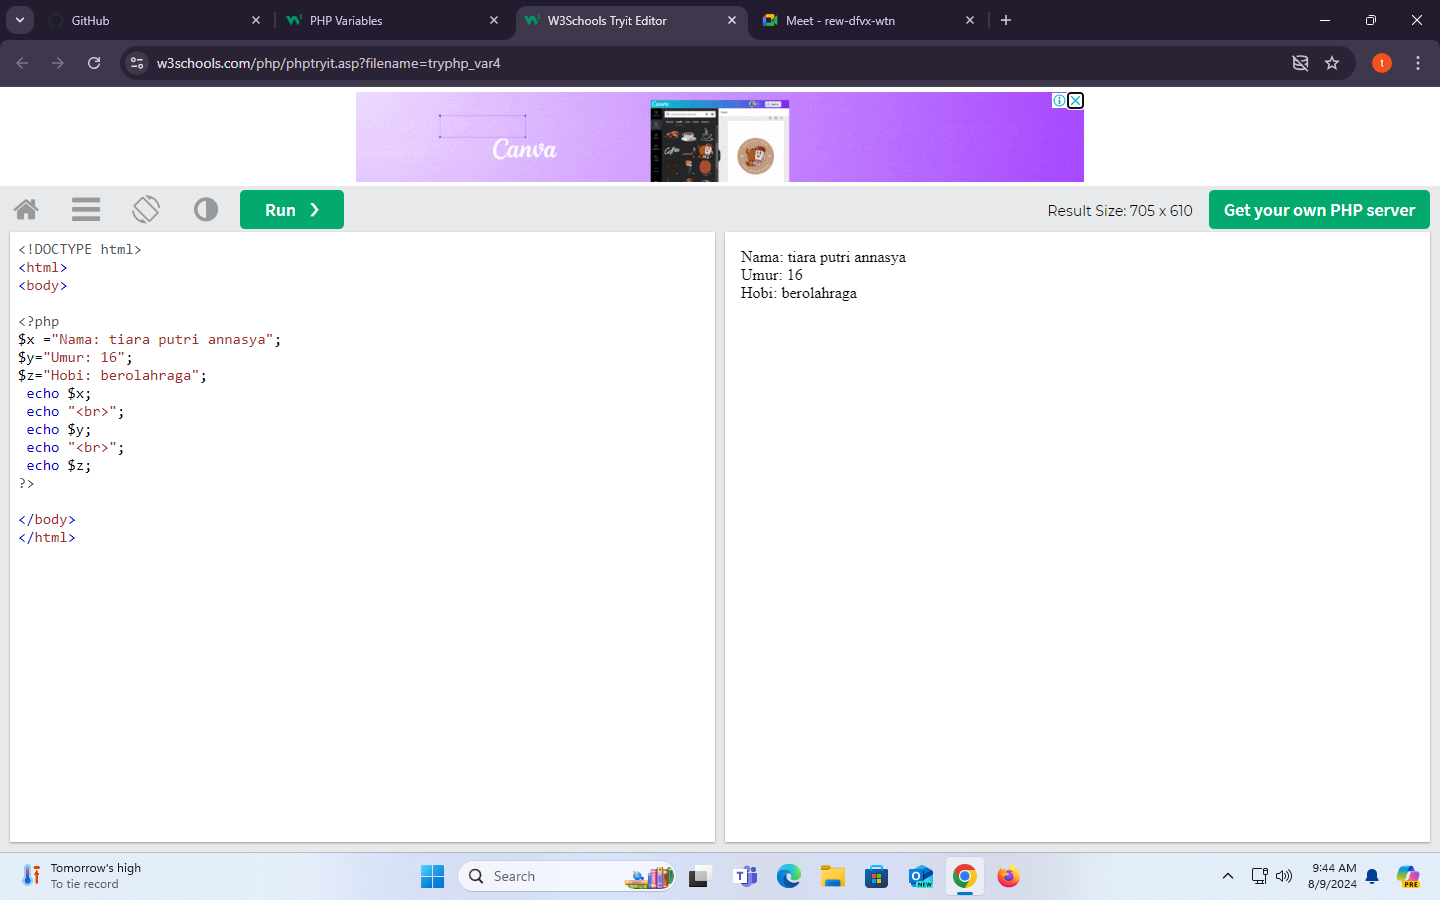 GitHub
PHP Variables
W3Schools Tryit Editor
Meet - rew-dfvx-wtn
w3schools.com/php/phptryit.asp?filename=tryphp_var4
t
Canva
Run ❯
Result Size: 705 x 610
Get your own PHP server
<!DOCTYPE html>
<html>
<body>
<?php
$x ="Nama: tiara putri annasya";
$y="Umur: 16";
$z="Hobi: berolahraga";
echo $x;
echo "<br>";
echo $y;
echo "<br>";
echo $z;
?>
</body>
</html>
Nama: tiara putri annasya
Umur: 16
Hobi: berolahraga
Tomorrow's high
To tie record
Search
NEW
9:44 AM
8/9/2024
PRE